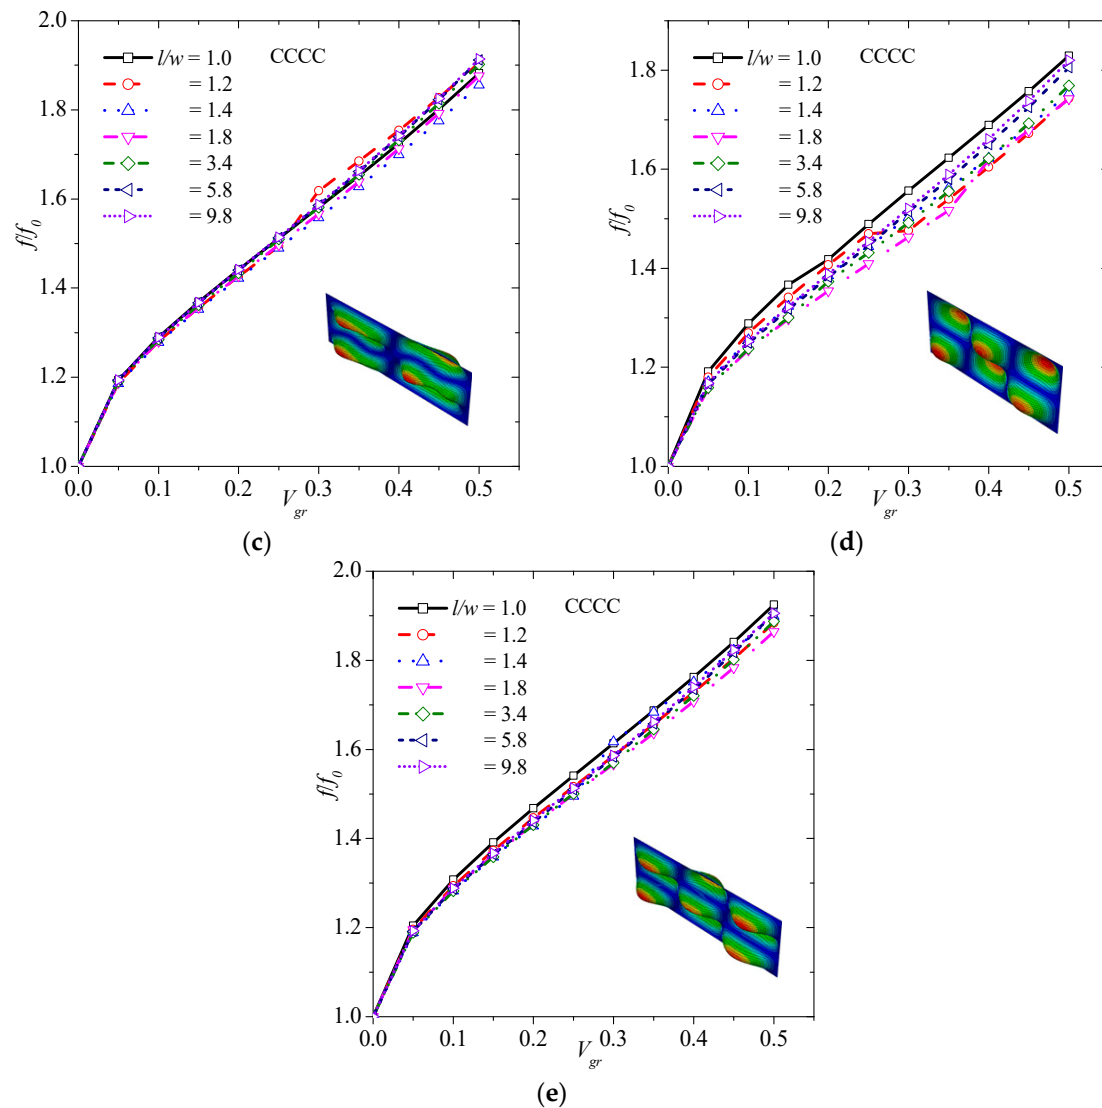 2.0
1.8
1.6
1.4
1.2
1.0
f/f0
l/w = 1.0
= 1.2
= 1.4
= 1.8
= 3.4
= 5.8
= 9.8
CCCC
0.0 0.1 0.2 0.3 0.4 0.5
Vgr
(c)
1.8
1.6
1.4
1.2
1.0
f/f0
l/w = 1.0
= 1.2
= 1.4
= 1.8
= 3.4
= 5.8
= 9.8
CCCC
0.0 0.1 0.2 0.3 0.4 0.5
Vgr
(d)
2.0
1.8
1.6
1.4
1.2
1.0
f/f0
l/w = 1.0
= 1.2
= 1.4
= 1.8
= 3.4
= 5.8
= 9.8
CCCC
0.0 0.1 0.2 0.3 0.4 0.5
Vgr
(e)